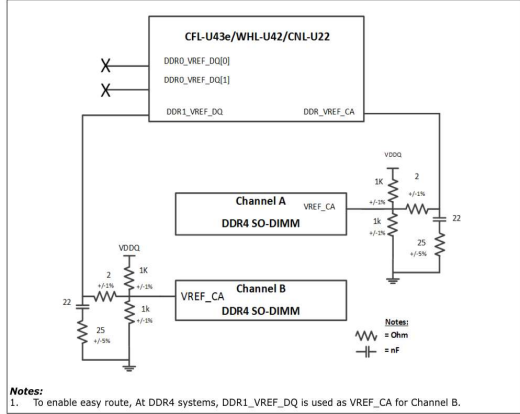 CFL-U43e/WHL-U42/CNL-U22
DDR0_VREF_DQ[0]
DDR0_VREF_DQ[1]
DDR1_VREF_DQ
DDR_VREF_CA
VDDQ
1K
+/-1%
2
+/-1%
1k
+/-1%
22
25
+/-5%
Channel A
VREF_CA
DDR4 SO-DIMM
VDDQ
2
+/-1%
1K
+/-1%
22
1k
+/-1%
25
+/-5%
Channel B
VREF_CA
DDR4 SO-DIMM
Notes:
= Ohm
= nF
Notes:
1. To enable easy route, At DDR4 systems, DDR1_VREF_DQ is used as VREF_CA for Channel B.